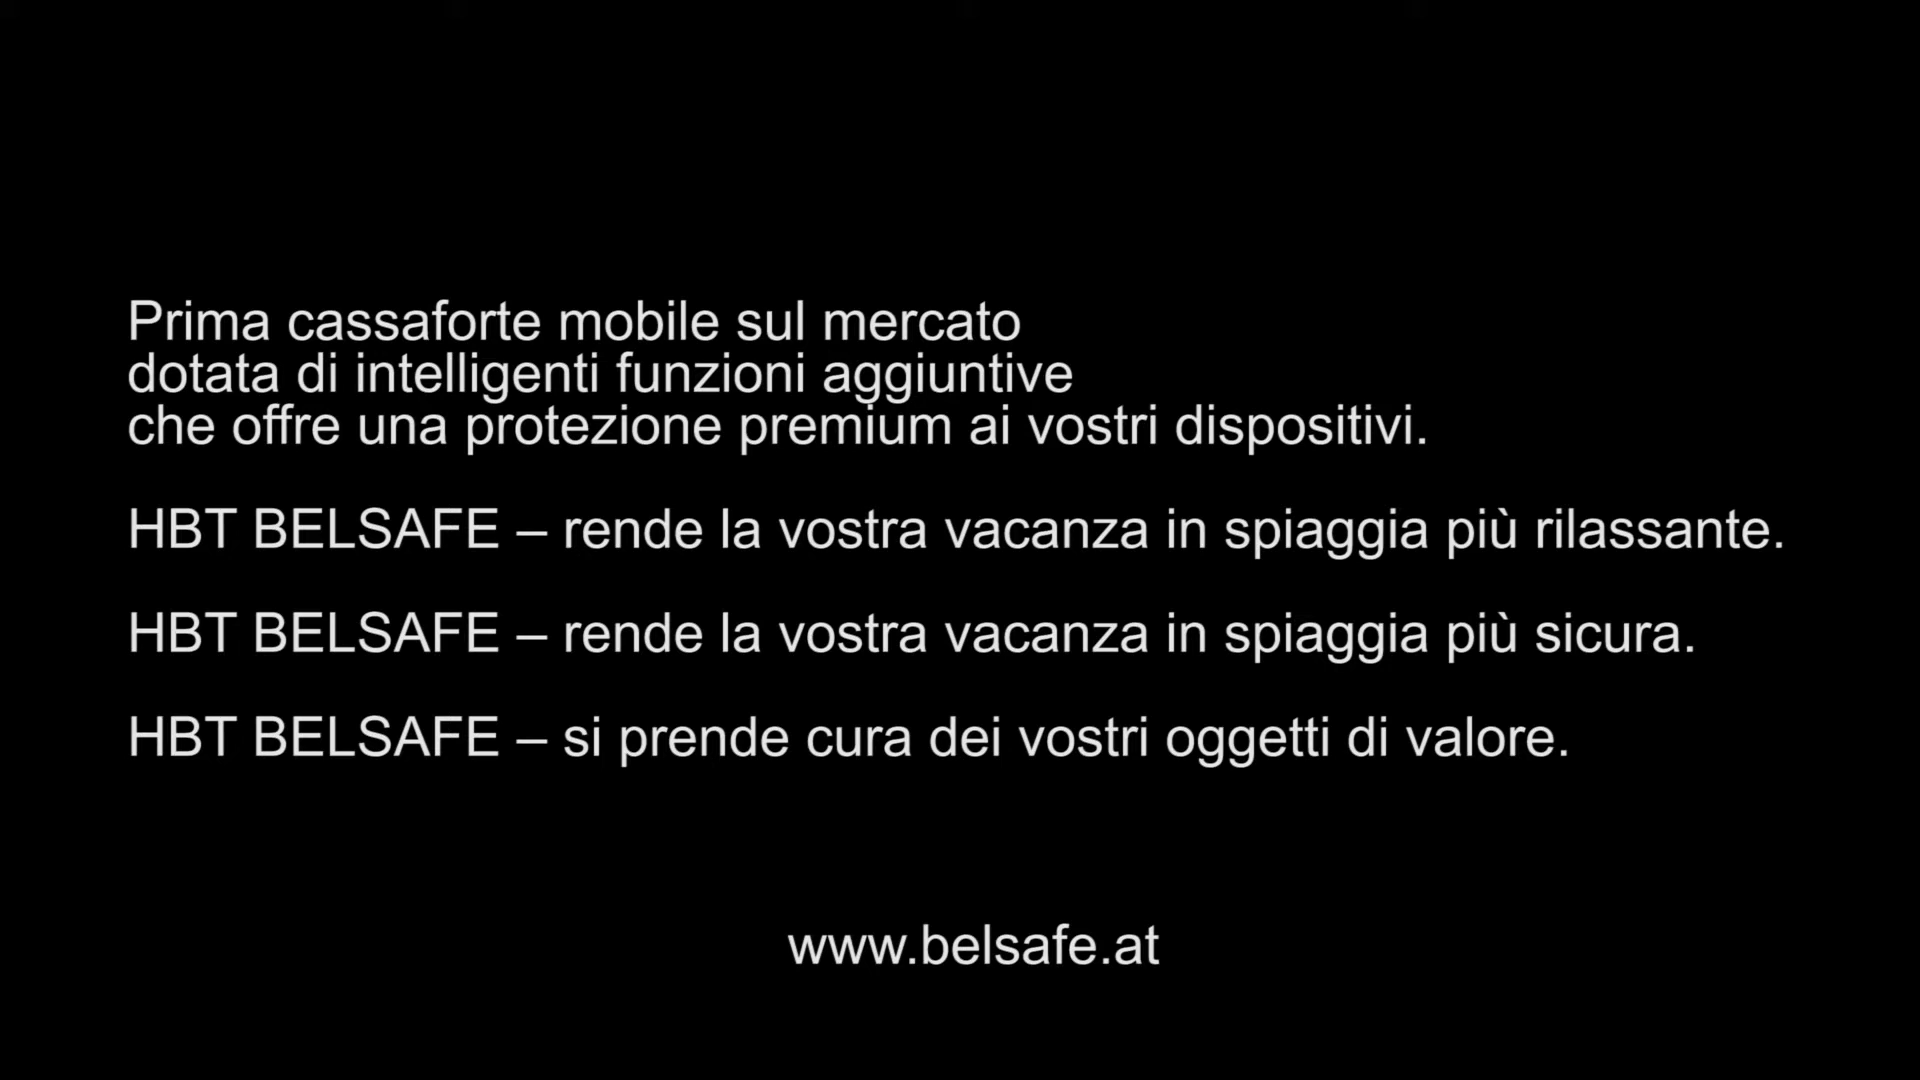 Prima cassaforte mobile sul mercato
dotata di intelligenti funzioni aggiuntive
che offre una protezione premium ai vostri dispositivi.
HBT BELSAFE – rende la vostra vacanza in spiaggia più rilassante.
HBT BELSAFE – rende la vostra vacanza in spiaggia più sicura.
HBT BELSAFE – si prende cura dei vostri oggetti di valore.
www.belsafe.at